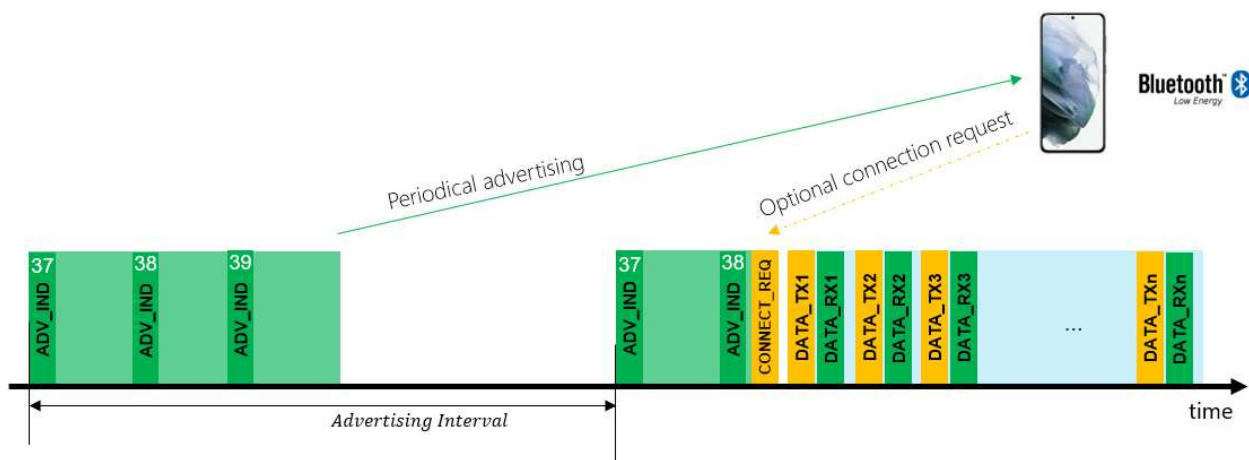 Bluetooth™
Low Energy
Periodical advertising
Optional connection request
37
ADV_IND
38
ADV_IND
39
ADV_IND
37
ADV_IND
38
ADV_IND
CONNECT_REQ
DATA_TX1
DATA_RX1
DATA_TX2
DATA_RX2
DATA_TX3
DATA_RX3
...
DATA_TXn
DATA_RXn
time
Advertising Interval